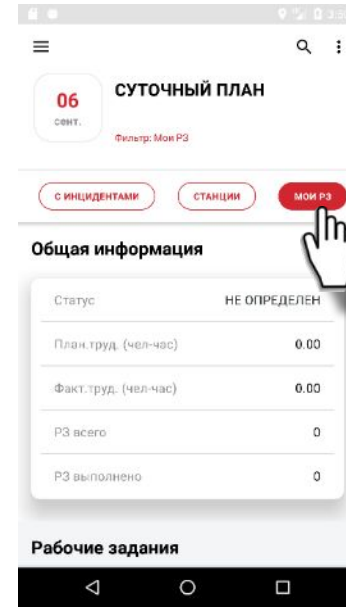 06
сент.
СУТОЧНЫЙ ПЛАН
Фильтр: Мои РЗ
С ИНЦИДЕНТАМИ
СТАНЦИИ
МОИ РЗ
Общая информация
Статус НЕ ОПРЕДЕЛЕН
План.труд. (чел-час) 0.00
Факт.труд. (чел-час) 0.00
РЗ всего 0
РЗ выполнено 0
Рабочие задания